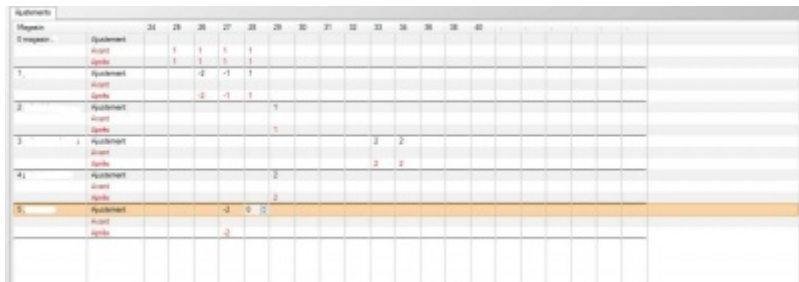 Ajustements
Magasin 24 25 26 27 28 29 30 31 32 33 34 36 38 40
0 magasin Ajustement
Avant 1 1 1 1
Après 1 1 1 1
1 Ajustement -2 -1 1
Avant
Après -2 -1 1
2 Ajustement 1
Avant
Après 1
3 Ajustement 2 2
Avant
Après 2 2
4 Ajustement 2
Avant
Après 2
5 Ajustement -2 0
Avant
Après -2